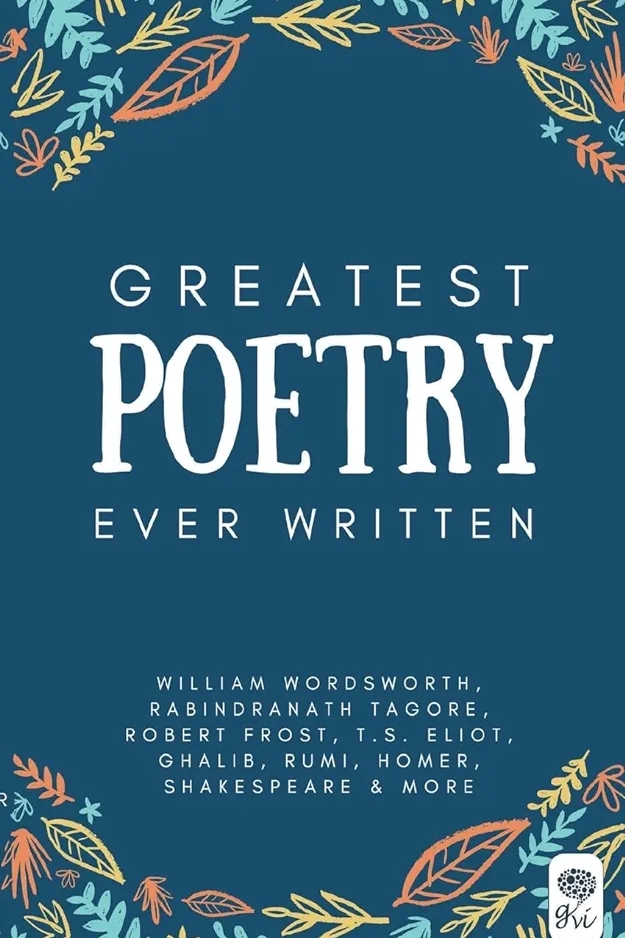 GREATEST
POETRY
EVER WRITTEN
WILLIAM WORDSWORTH,
RABINDRANATH TAGORE,
ROBERT FROST, T.S. ELIOT,
GHALIB, RUMI, HOMER,
SHAKESPEARE & MORE
R
gvi